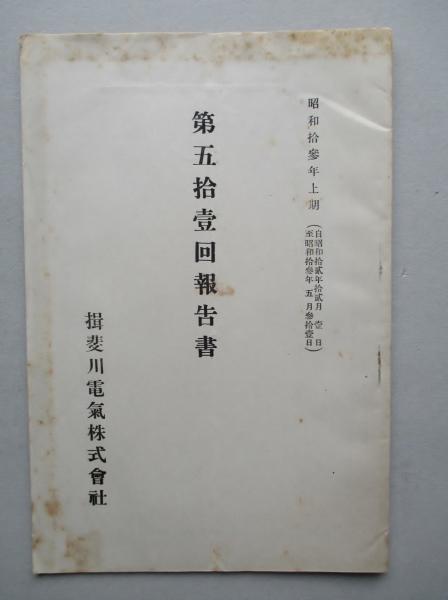 昭和拾參年上期
（自昭和拾貳年拾貳月壹日
至昭和拾參年五月參拾壹日）
第五拾壹回報告書
揖斐川電氣株式會社